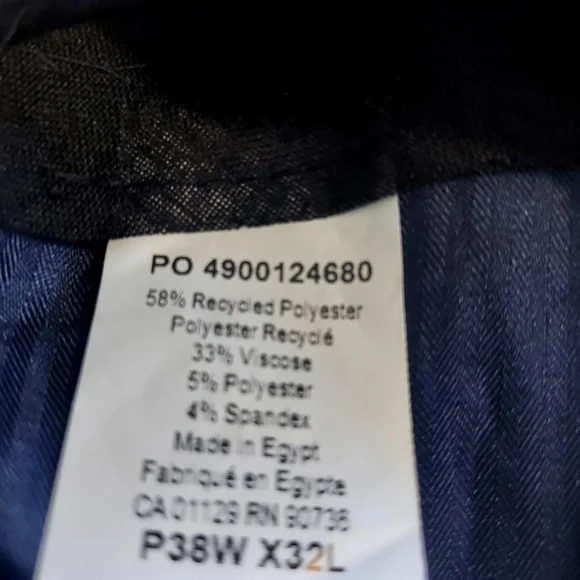 PO 4900124680
58% Recycled Polyester
Polyester Recyclé
33% Viscose
5% Polyester
4% Spandex
Made in Egypt
Fabriqué en Egypte
CA 01129 RN 90736
P38W X32L